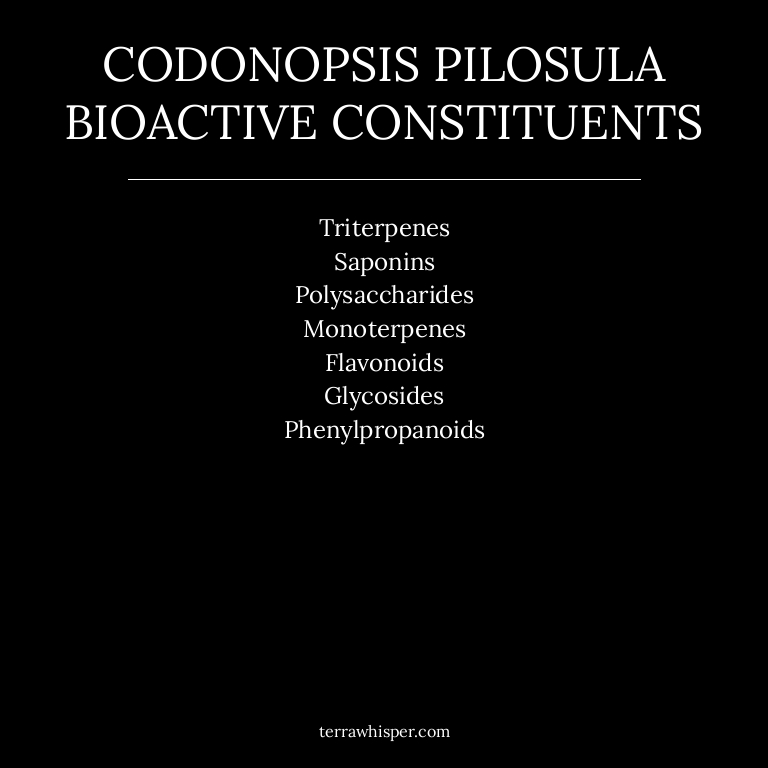 CODONOPSIS PILOSULA
BIOACTIVE CONSTITUENTS
Triterpenes
Saponins
Polysaccharides
Monoterpenes
Flavonoids
Glycosides
Phenylpropanoids
terrawhisper.com